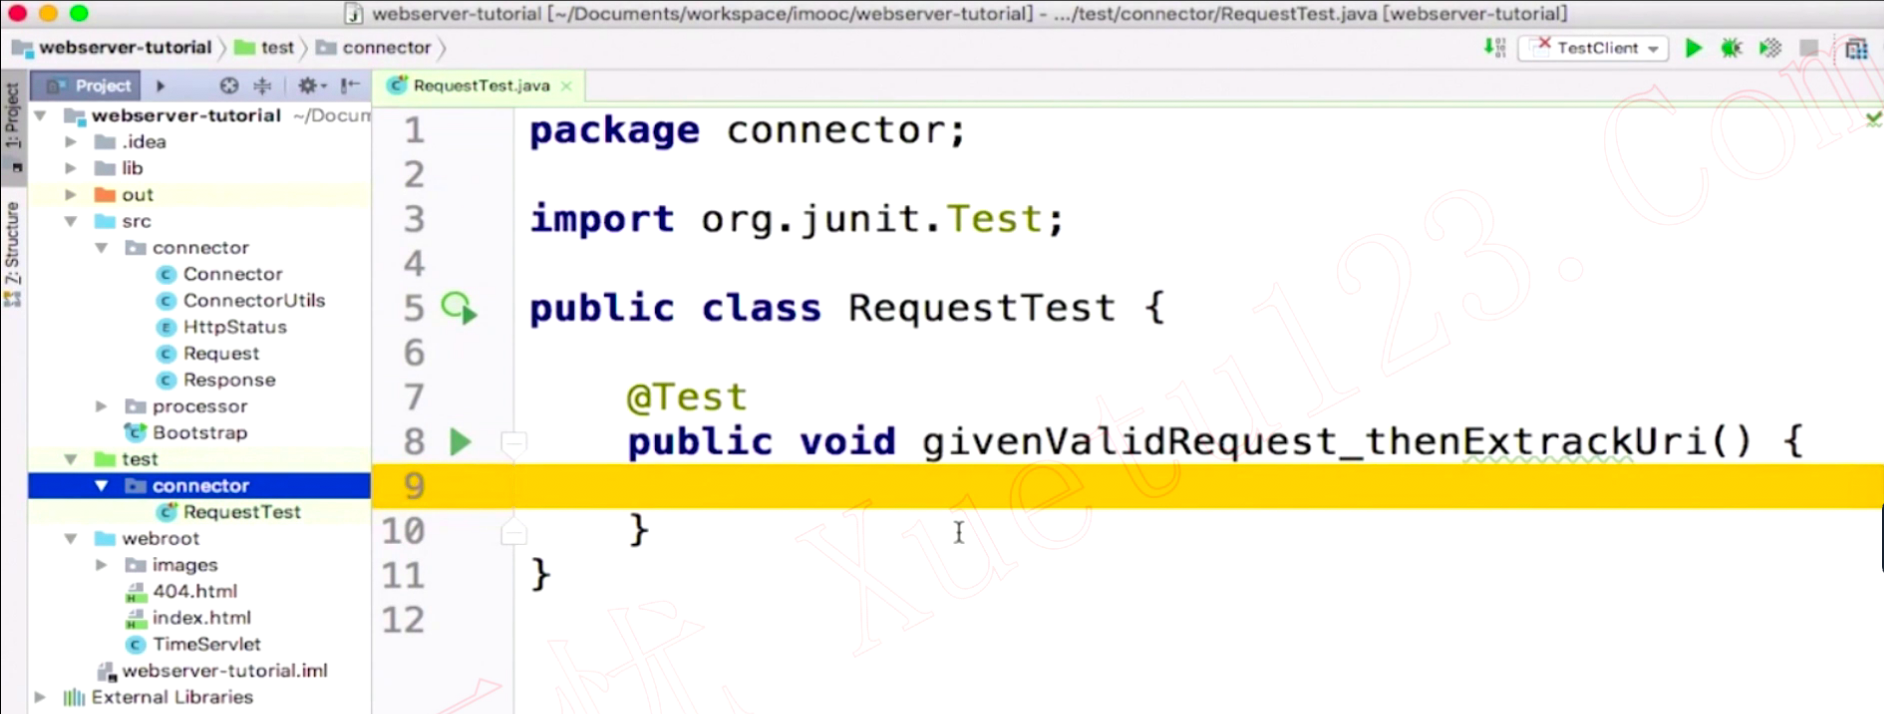 webserver-tutorial [~/Documents/workspace/imooc/webserver-tutorial] - .../test/connector/RequestTest.java [webserver-tutorial]
webserver-tutorial test connector TestClient
Project
RequestTest.java
1: Project
7: Structure
webserver-tutorial ~/Docum
.idea
lib
out
src
connector
Connector
ConnectorUtils
HttpStatus
Request
Response
processor
Bootstrap
test
connector
RequestTest
webroot
images
404.html
index.html
TimeServlet
webserver-tutorial.iml
External Libraries
1 package connector;
2
3 import org.junit.Test;
4
5 public class RequestTest {
6
7 @Test
8 public void givenValidRequest_thenExtrackUri() {
9
10 }
11 }
12
Xuetu123.Com